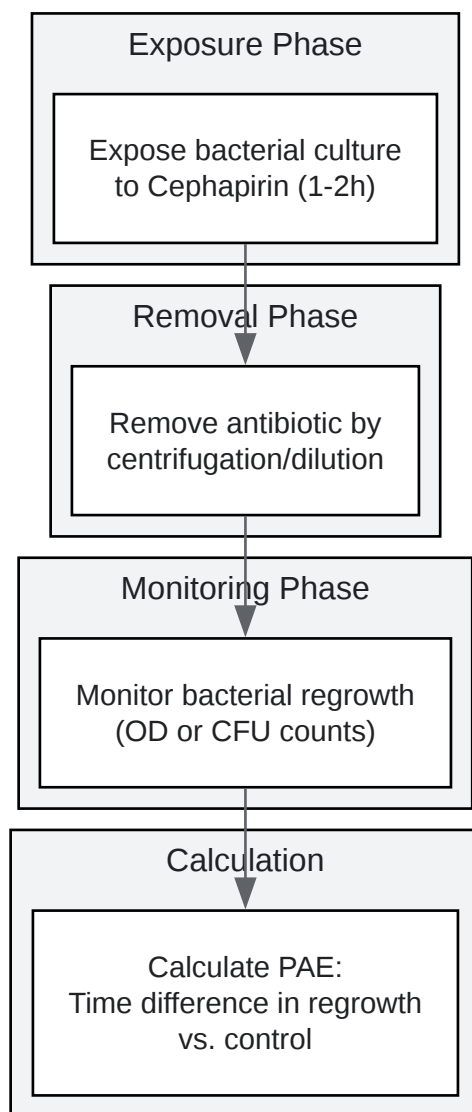 Exposure Phase
Expose bacterial culture
to Cephapirin (1-2h)
Removal Phase
Remove antibiotic by
centrifugation/dilution
Monitoring Phase
Monitor bacterial regrowth
(OD or CFU counts)
Calculation
Calculate PAE:
Time difference in regrowth
vs. control